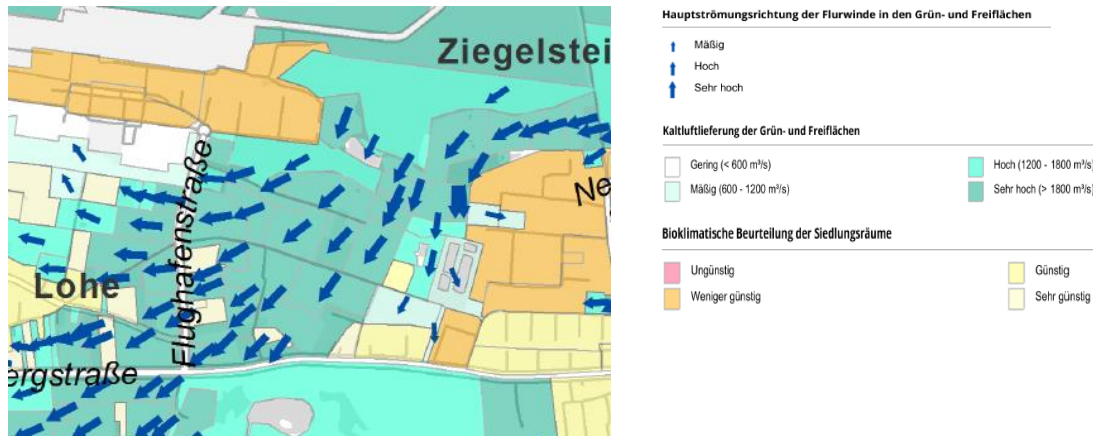 Ziegelstei
Flughafenstraße
Ne
Lohe
ergstraße
Hauptströmungsrichtung der Flurwinde in den Grün- und Freiflächen
Mäßig
Hoch
Sehr hoch
Kaltluftlieferung der Grün- und Freiflächen
Gering (< 600 m³/s)
Hoch (1200 - 1800 m³/s)
Mäßig (600 - 1200 m³/s)
Sehr hoch (> 1800 m³/s)
Bioklimatische Beurteilung der Siedlungsräume
Ungünstig
Günstig
Weniger günstig
Sehr günstig